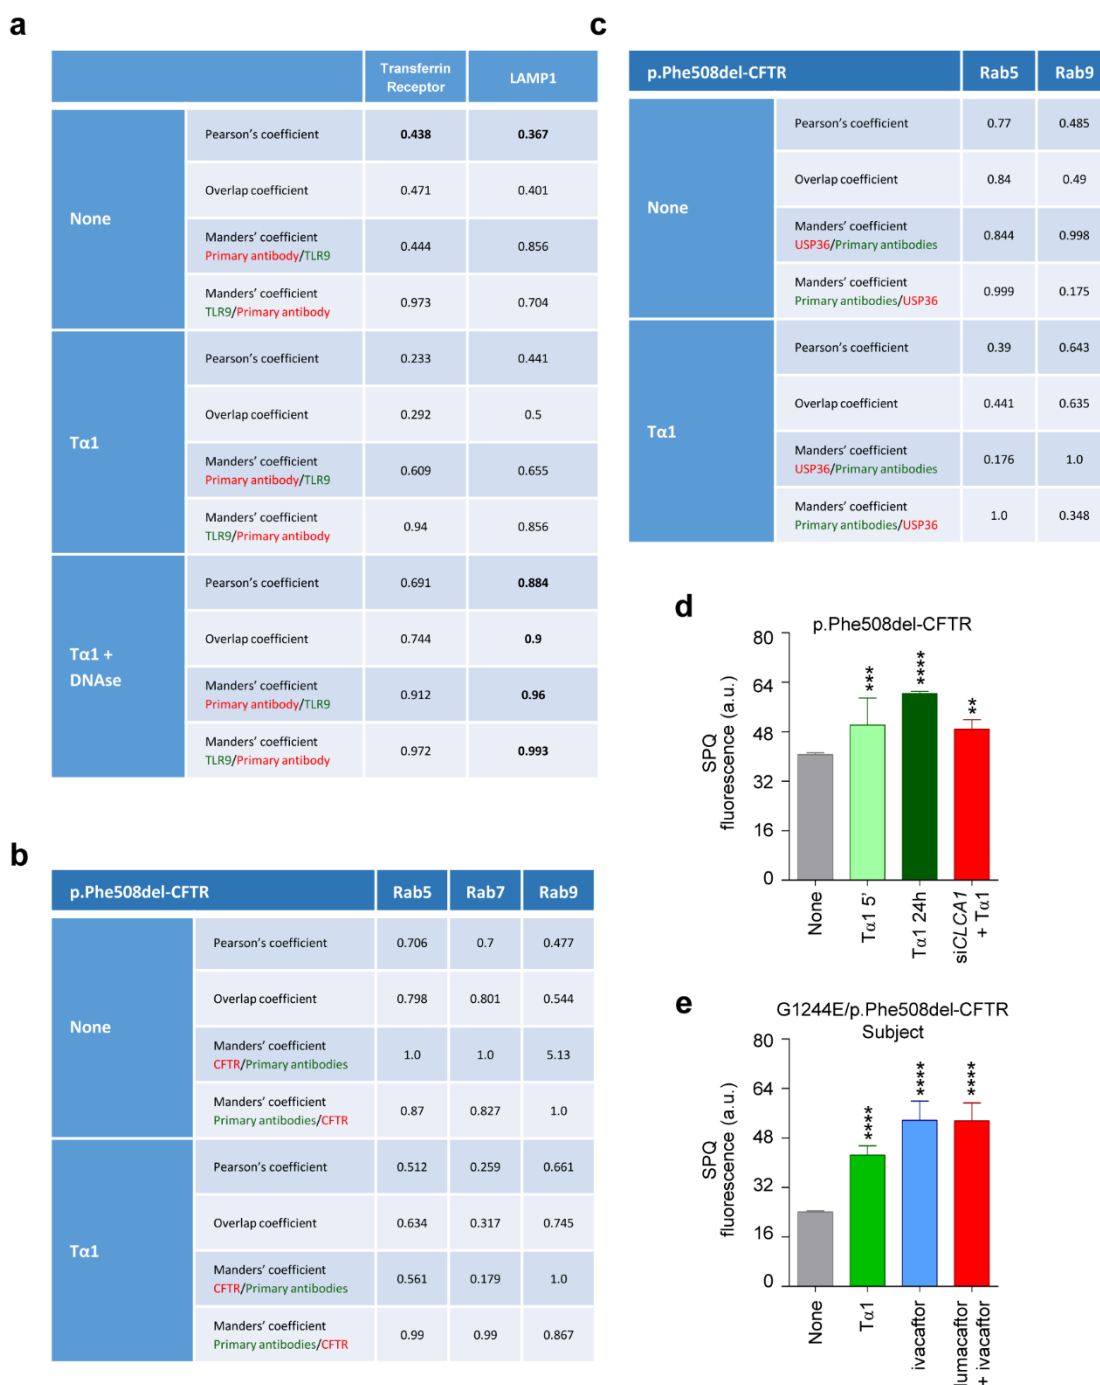 a
Transferrin Receptor LAMP1
None
Pearson's coefficient 0.438 0.367
Overlap coefficient 0.471 0.401
Manders' coefficient
Primary antibody/TLR9 0.444 0.856
Manders' coefficient
TLR9/Primary antibody 0.973 0.704
Tα1
Pearson's coefficient 0.233 0.441
Overlap coefficient 0.292 0.5
Manders' coefficient
Primary antibody/TLR9 0.609 0.655
Manders' coefficient
TLR9/Primary antibody 0.94 0.856
Tα1 +
DNAse
Pearson's coefficient 0.691 0.884
Overlap coefficient 0.744 0.9
Manders' coefficient
Primary antibody/TLR9 0.912 0.96
Manders' coefficient
TLR9/Primary antibody 0.972 0.993
b
p.Phe508del-CFTR Rab5 Rab7 Rab9
None
Pearson's coefficient 0.706 0.7 0.477
Overlap coefficient 0.798 0.801 0.544
Manders' coefficient
CFTR/Primary antibodies 1.0 1.0 5.13
Manders' coefficient
Primary antibodies/CFTR 0.87 0.827 1.0
Tα1
Pearson's coefficient 0.512 0.259 0.661
Overlap coefficient 0.634 0.317 0.745
Manders' coefficient
CFTR/Primary antibodies 0.561 0.179 1.0
Manders' coefficient
Primary antibodies/CFTR 0.99 0.99 0.867
c
p.Phe508del-CFTR Rab5 Rab9
None
Pearson's coefficient 0.77 0.485
Overlap coefficient 0.84 0.49
Manders' coefficient
USP36/Primary antibodies 0.844 0.998
Manders' coefficient
Primary antibodies/USP36 0.999 0.175
Tα1
Pearson's coefficient 0.39 0.643
Overlap coefficient 0.441 0.635
Manders' coefficient
USP36/Primary antibodies 0.176 1.0
Manders' coefficient
Primary antibodies/USP36 1.0 0.348
d
p.Phe508del-CFTR
SPQ
fluorescence (a.u.)
80
64
48
32
16
0
***
****
**
None
Tα1 5'
Tα1 24h
siCLCA1
+ Tα1
e
G1244E/p.Phe508del-CFTR
Subject
SPQ
fluorescence (a.u.)
80
64
48
32
16
0
****
****
****
None
Tα1
ivacaftor
lumacaftor
+ ivacaftor